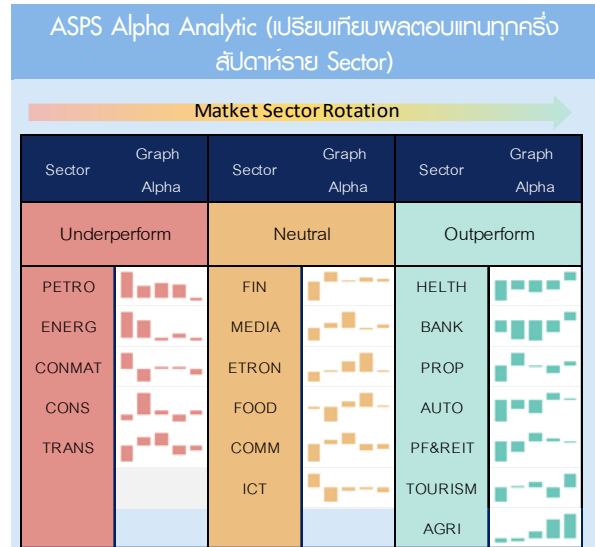 ASPS Alpha Analytic (เปรียบเทียบผลตอบแทนทุกครึ่ง
สัปดาห์ราย Sector)
Matket Sector Rotation
Sector Graph Alpha Sector Graph Alpha Sector Graph Alpha
Underperform Neutral Outperform
PETRO FIN HELTH
ENERG MEDIA BANK
CONMAT ETRON PROP
CONS FOOD AUTO
TRANS COMM PF&REIT
ICT TOURISM
AGRI